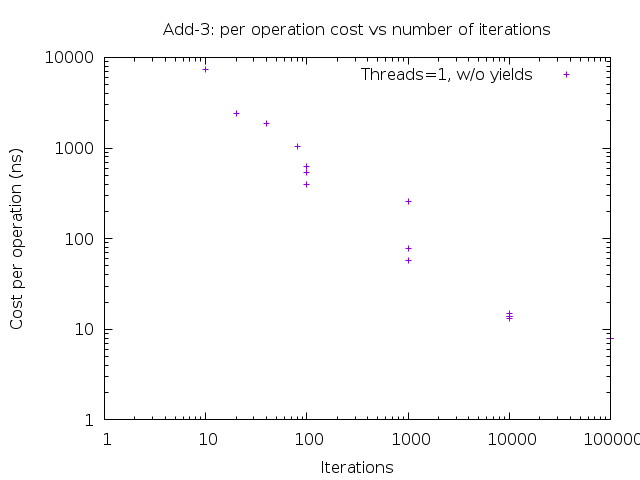 Add-3: per operation cost vs number of iterations
Threads=1, w/o yields
Cost per operation (ns)
10000
1000
100
10
1
1 10 100 1000 10000 100000
Iterations